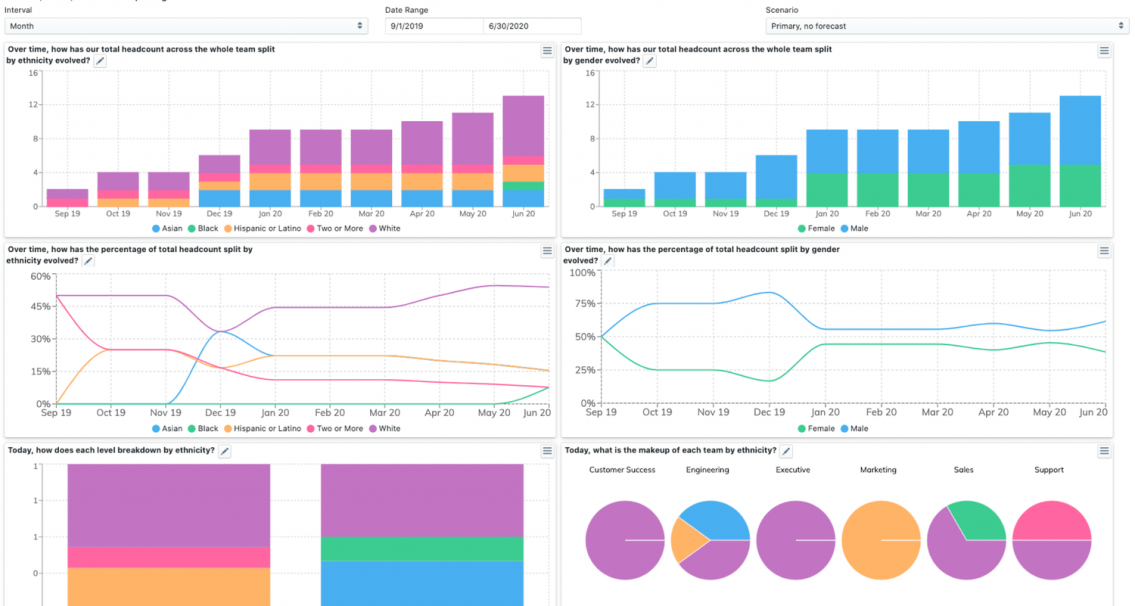 Interval
Date Range
Scenario
Month
9/1/2019
6/30/2020
Primary, no forecast
Over time, how has our total headcount across the whole team split
by ethnicity evolved?
16
12
8
4
0
Sep 19 Oct 19 Nov 19 Dec 19 Jan 20 Feb 20 Mar 20 Apr 20 May 20 Jun 20
Asian Black Hispanic or Latino Two or More White
Over time, how has our total headcount across the whole team split
by gender evolved?
16
12
8
4
0
Sep 19 Oct 19 Nov 19 Dec 19 Jan 20 Feb 20 Mar 20 Apr 20 May 20 Jun 20
Female Male
Over time, how has the percentage of total headcount split by
ethnicity evolved?
60%
45%
30%
15%
0%
Sep 19 Oct 19 Nov 19 Dec 19 Jan 20 Feb 20 Mar 20 Apr 20 May 20 Jun 20
Asian Black Hispanic or Latino Two or More White
Over time, how has the percentage of total headcount split by gender
evolved?
100%
75%
50%
25%
0%
Sep 19 Oct 19 Nov 19 Dec 19 Jan 20 Feb 20 Mar 20 Apr 20 May 20 Jun 20
Female Male
Today, how does each level breakdown by ethnicity?
1
1
1
0
Today, what is the makeup of each team by ethnicity?
Customer Success Engineering Executive Marketing Sales Support